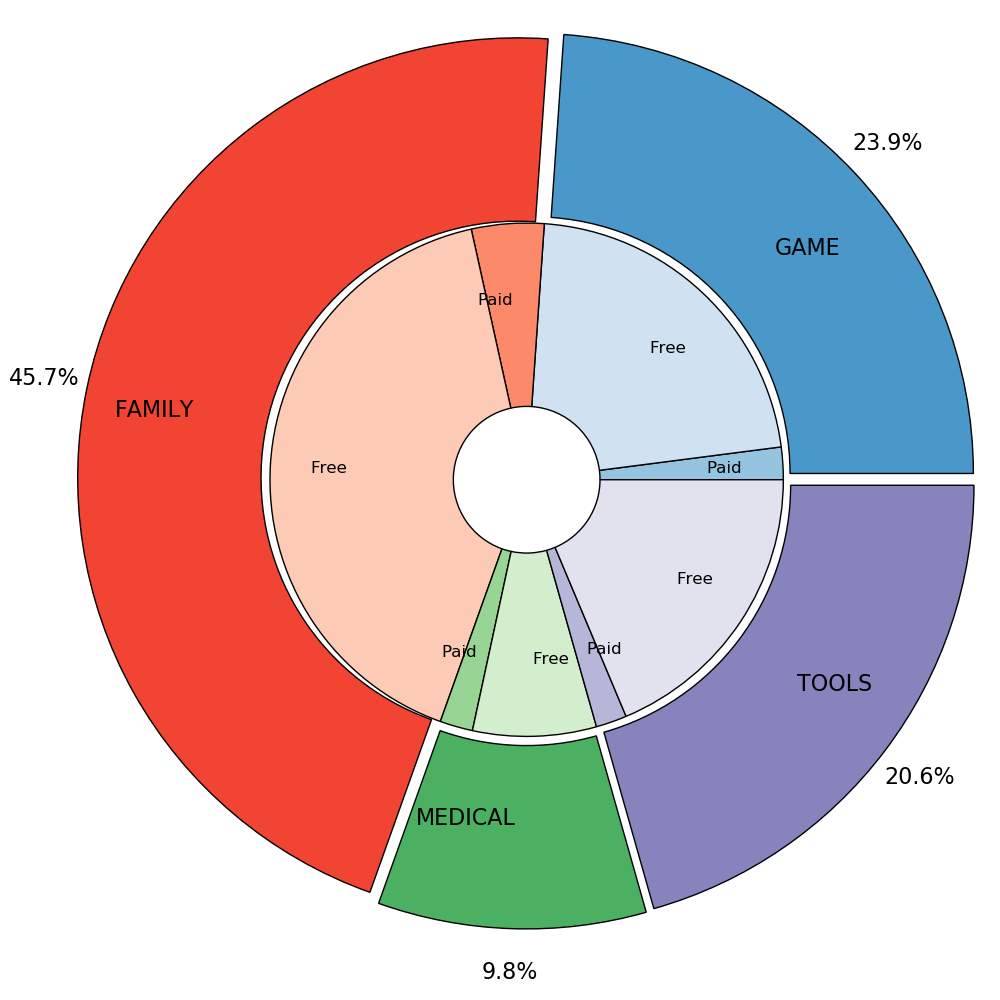 23.9%
GAME
Paid
Free
45.7%
FAMILY
Free
Paid
Free
Paid
Free
Paid
TOOLS
20.6%
MEDICAL
9.8%